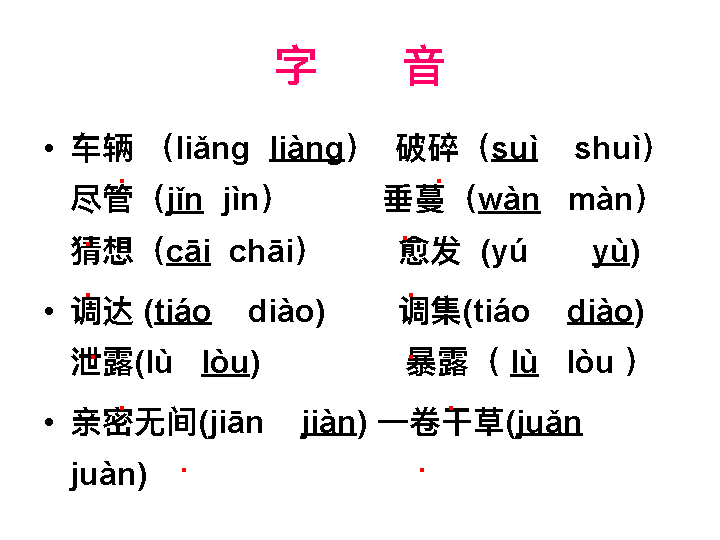 字 音
• 车辆 （liǎng liàng） 破碎（suì shuì）
尽管（jǐn jìn） 垂蔓（wàn màn）
猜想（cāi chāi） 愈发 (yú yù)
• 调达 (tiáo diào) 调集(tiáo diào)
泄露(lù lòu) 暴露（ lù lòu ）
• 亲密无间(jiān jiàn) 一卷干草(juǎn
juàn)